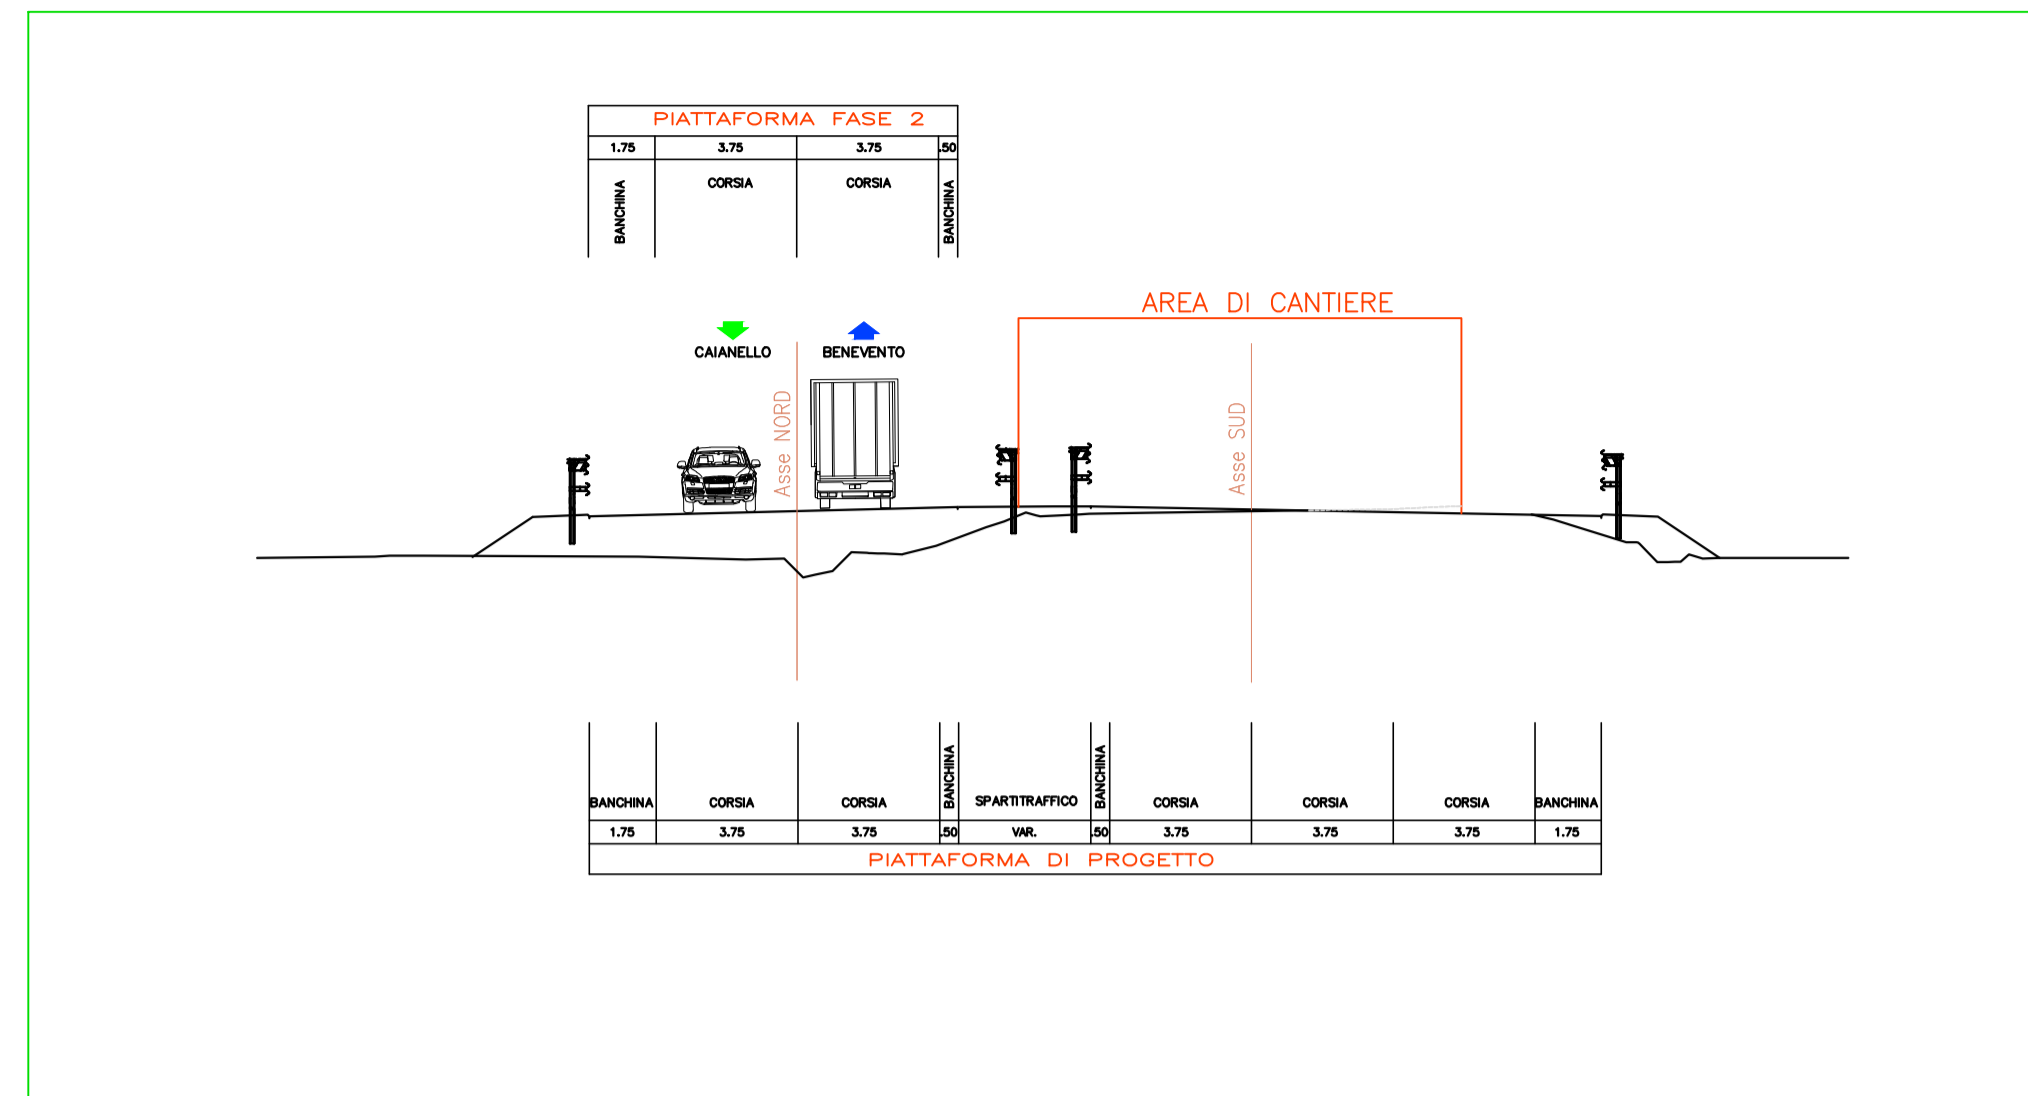 PIATTAFORMA FASE 2
1.75 3.75 3.75 .50
BANCHINA CORSIA CORSIA BANCHINA
AREA DI CANTIERE
CAIANELLO BENEVENTO
Asse NORD
Asse SUD
BANCHINA CORSIA CORSIA BANCHINA SPARTITRAFFICO BANCHINA CORSIA CORSIA CORSIA BANCHINA
1.75 3.75 3.75 .50 VAR. .50 3.75 3.75 3.75 1.75
PIATTAFORMA DI PROGETTO